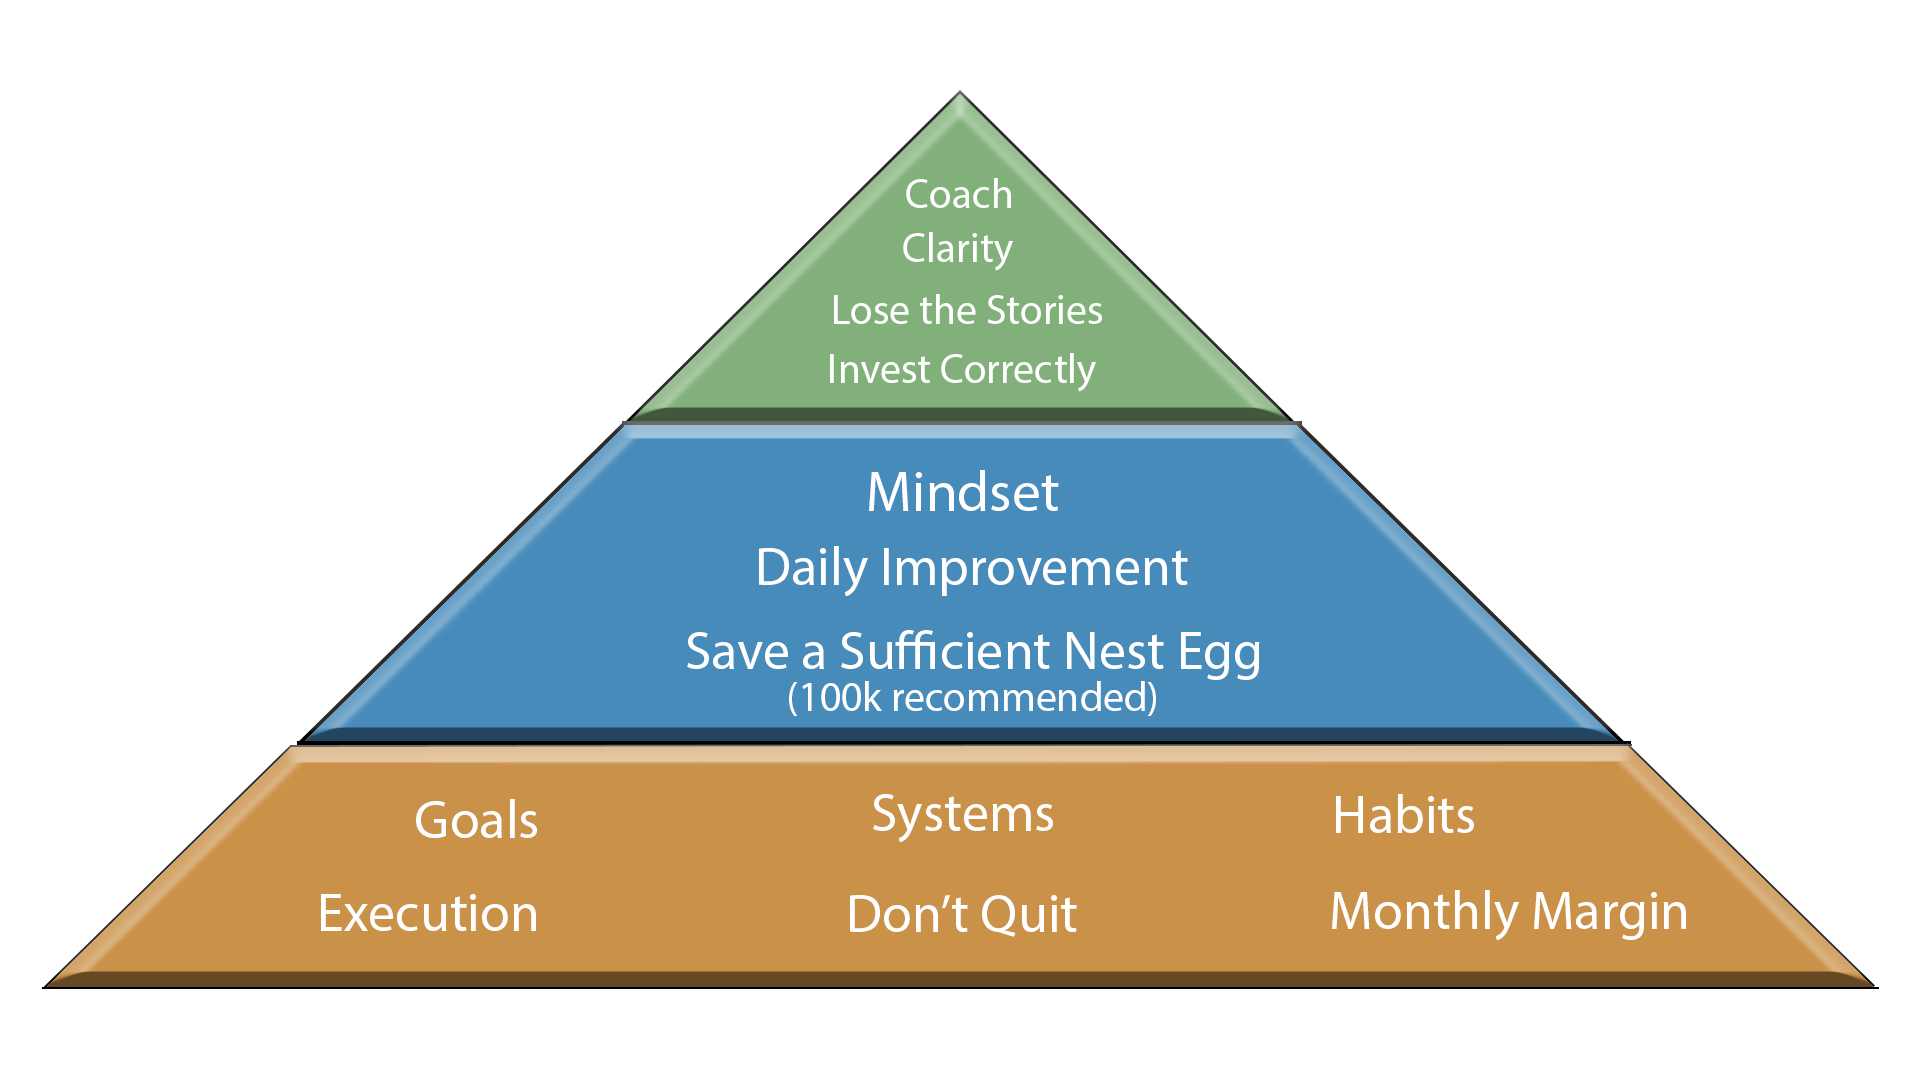 Coach
Clarity
Lose the Stories
Invest Correctly
Mindset
Daily Improvement
Save a Sufficient Nest Egg
(100k recommended)
Goals Systems Habits
Execution Don’t Quit Monthly Margin